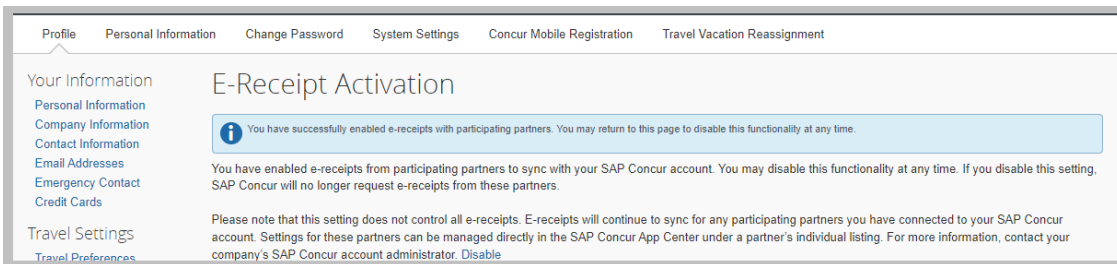 Profile Personal Information Change Password System Settings Concur Mobile Registration Travel Vacation Reassignment
Your Information
Personal Information
Company Information
Contact Information
Email Addresses
Emergency Contact
Credit Cards
Travel Settings
Travel Preferences
E-Receipt Activation
You have successfully enabled e-receipts with participating partners. You may return to this page to disable this functionality at any time.
You have enabled e-receipts from participating partners to sync with your SAP Concur account. You may disable this functionality at any time. If you disable this setting,
SAP Concur will no longer request e-receipts from these partners.
Please note that this setting does not control all e-receipts. E-receipts will continue to sync for any participating partners you have connected to your SAP Concur
account. Settings for these partners can be managed directly in the SAP Concur App Center under a partner's individual listing. For more information, contact your
company's SAP Concur account administrator. Disable